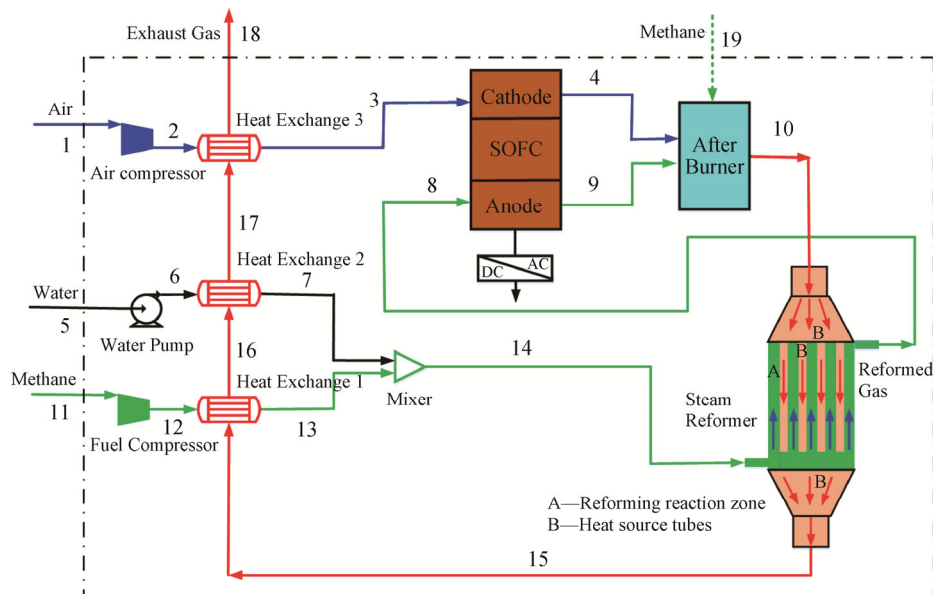 Exhaust Gas
18
Methane
19
Air
1
2
Air compressor
Heat Exchange 3
3
Cathode
SOFC
Anode
4
After
Burner
10
8
9
DC
AC
17
Heat Exchange 2
Water
5
6
7
Water Pump
16
Heat Exchange 1
Methane
11
12
Fuel Compressor
13
Mixer
14
B
B
A
Reformed
Gas
Steam
Reformer
B
A—Reforming reaction zone
B—Heat source tubes
15